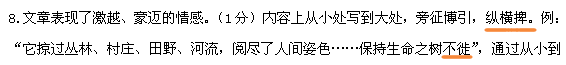 8.文章表现了激越、豪迈的情感。（1分）内容上从小处写到大处，旁征博引，纵横捭。例：
“它掠过丛林、村庄、田野、河流，阅尽了人间姿色……保持生命之树不徙”，通过从小到